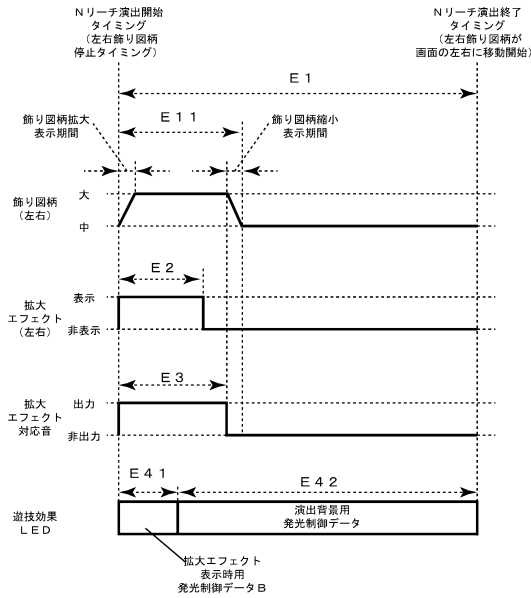 Nリーチ演出開始
タイミング
(左右飾り図柄
停止タイミング)
Nリーチ演出終了
タイミング
(左右飾り図柄が
画面の左右に移動開始)
E1
飾り図柄拡大
表示期間
E11
飾り図柄縮小
表示期間
飾り図柄
(左右)
大
中
E2
拡大
エフェクト
(左右)
表示
非表示
E3
拡大
エフェクト
対応音
出力
非出力
E41
E42
遊技効果
LED
演出背景用
発光制御データ
拡大エフェクト
表示時用
発光制御データB